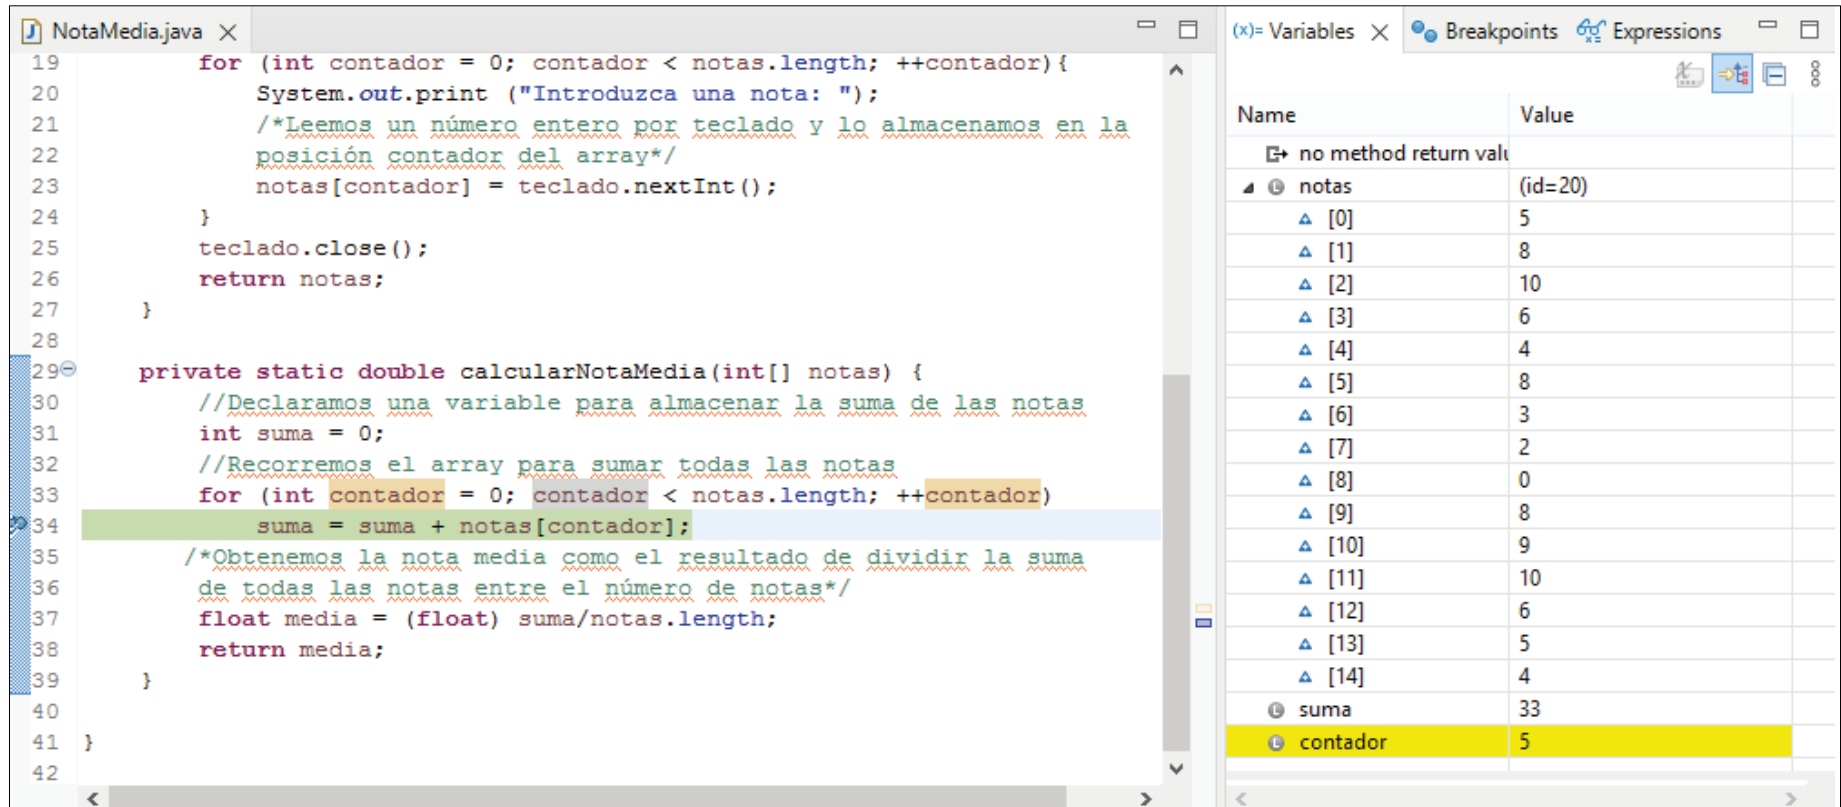 NotaMedia.java
19 for (int contador = 0; contador < notas.length; ++contador){
20 System.out.print ("Introduzca una nota: ");
21 /*Leemos un número entero por teclado y lo almacenamos en la
22 posición contador del array*/
23 notas[contador] = teclado.nextInt();
24 }
25 teclado.close();
26 return notas;
27 }
28
29 private static double calcularNotaMedia(int[] notas) {
30 //Declaramos una variable para almacenar la suma de las notas
31 int suma = 0;
32 //Recorremos el array para sumar todas las notas
33 for (int contador = 0; contador < notas.length; ++contador)
34 suma = suma + notas[contador];
35 /*Obtenemos la nota media como el resultado de dividir la suma
36 de todas las notas entre el número de notas*/
37 float media = (float) suma/notas.length;
38 return media;
39 }
40
41 }
42
(x)= Variables Breakpoints Expressions
Name Value
no method return valu
notas (id=20)
[0] 5
[1] 8
[2] 10
[3] 6
[4] 4
[5] 8
[6] 3
[7] 2
[8] 0
[9] 8
[10] 9
[11] 10
[12] 6
[13] 5
[14] 4
suma 33
contador 5